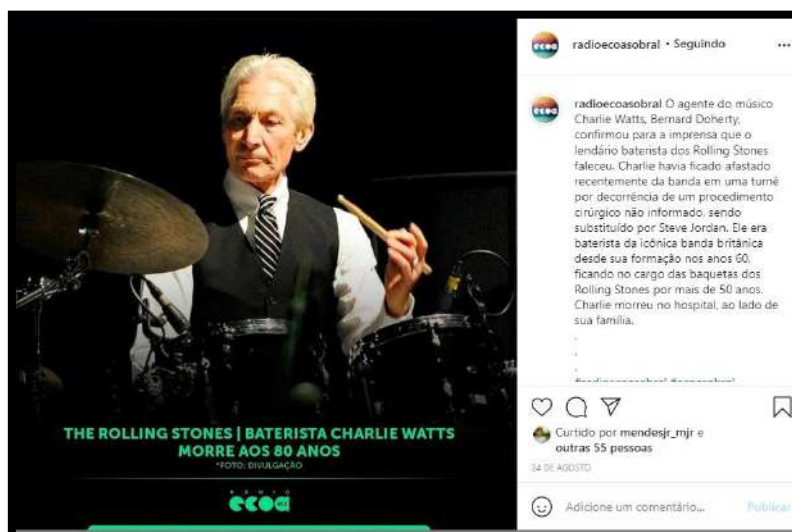 THE ROLLING STONES | BATERISTA CHARLIE WATTS
MORRE AOS 80 ANOS
*FOTO: DIVULGAÇÃO
RÁDIO
ecoa
radioecoasobral • Seguindo
radioecoasobral O agente do músico
Charlie Watts, Bernard Doherty,
confirmou para a imprensa que o
lendário baterista dos Rolling Stones
faleceu. Charlie havia ficado afastado
recentemente da banda em uma turnê
por decorrência de um procedimento
cirúrgico não informado, sendo
substituído por Steve Jordan. Ele era
baterista da icônica banda britânica
desde sua formação nos anos 60,
ficando no cargo das baquetas dos
Rolling Stones por mais de 50 anos.
Charlie morreu no hospital, ao lado de
sua família.
.
.
.
Curtido por mendesjr_mjr e
outras 55 pessoas
24 DE AGOSTO
Adicione um comentário...
Publicar